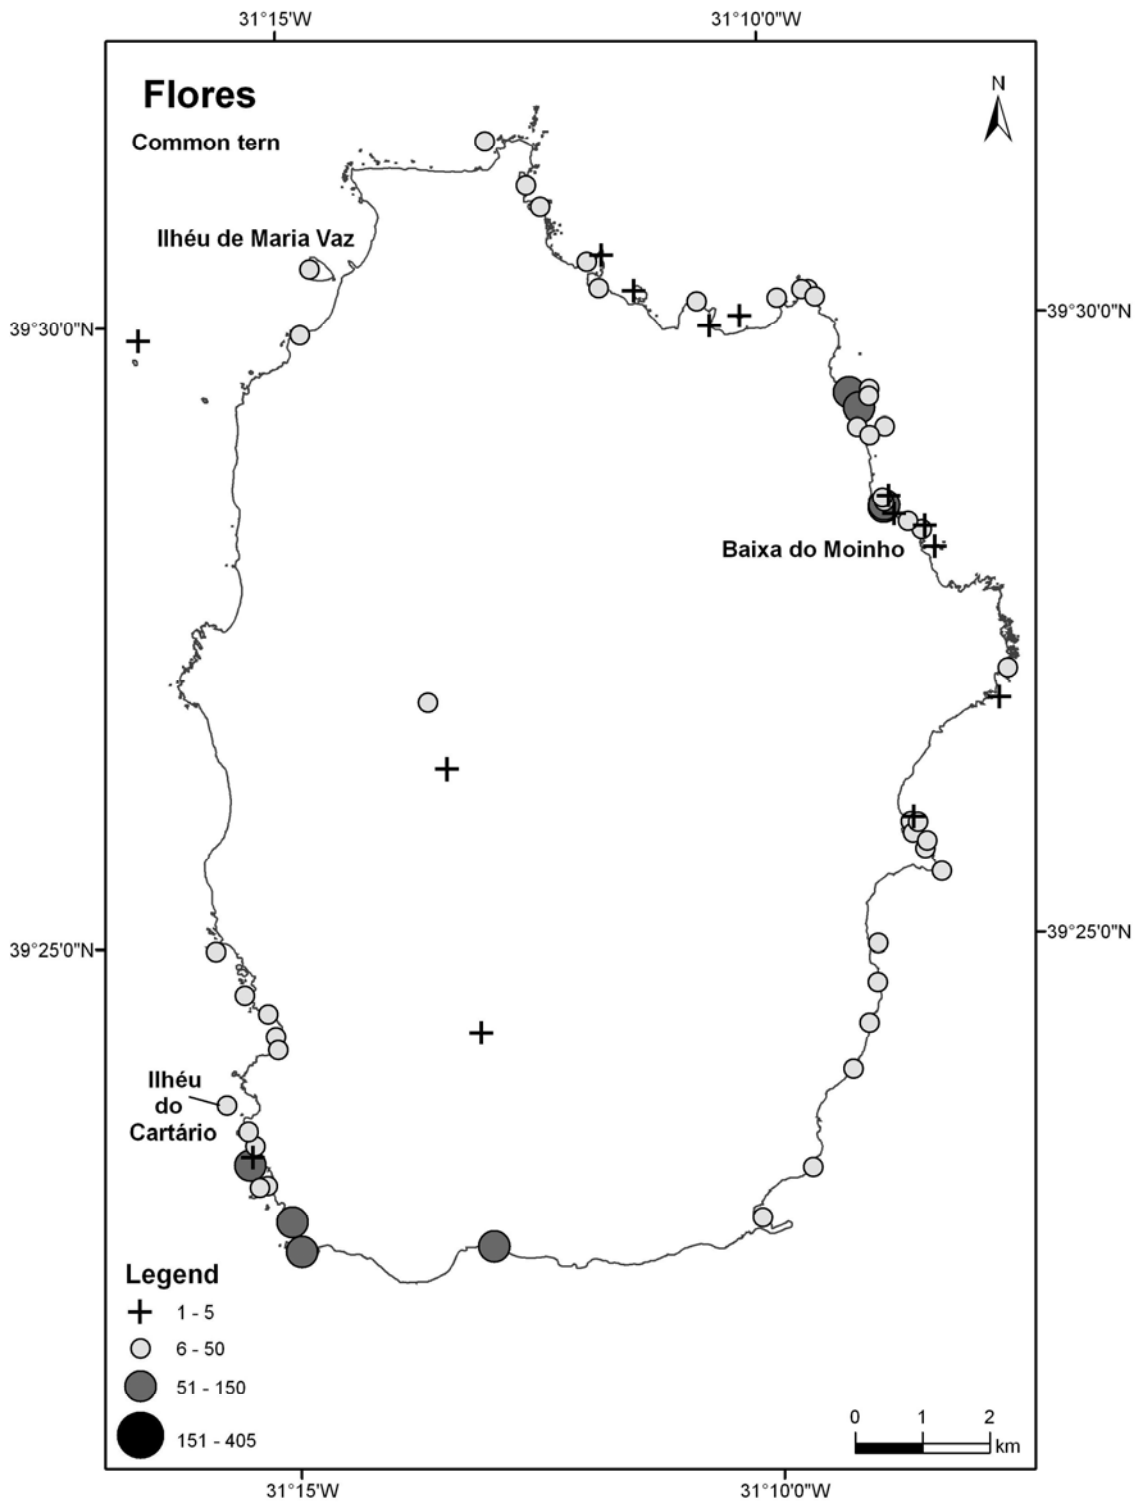 31°15'W
31°10'0"W
Flores
N
Common tern
Ilhéu de Maria Vaz
39°30'0"N
39°30'0"N
Baixa do Moinho
39°25'0"N
39°25'0"N
Ilhéu
do
Cartário
Legend
1 - 5
6 - 50
51 - 150
151 - 405
0 1 2
km
31°15'W
31°10'0"W